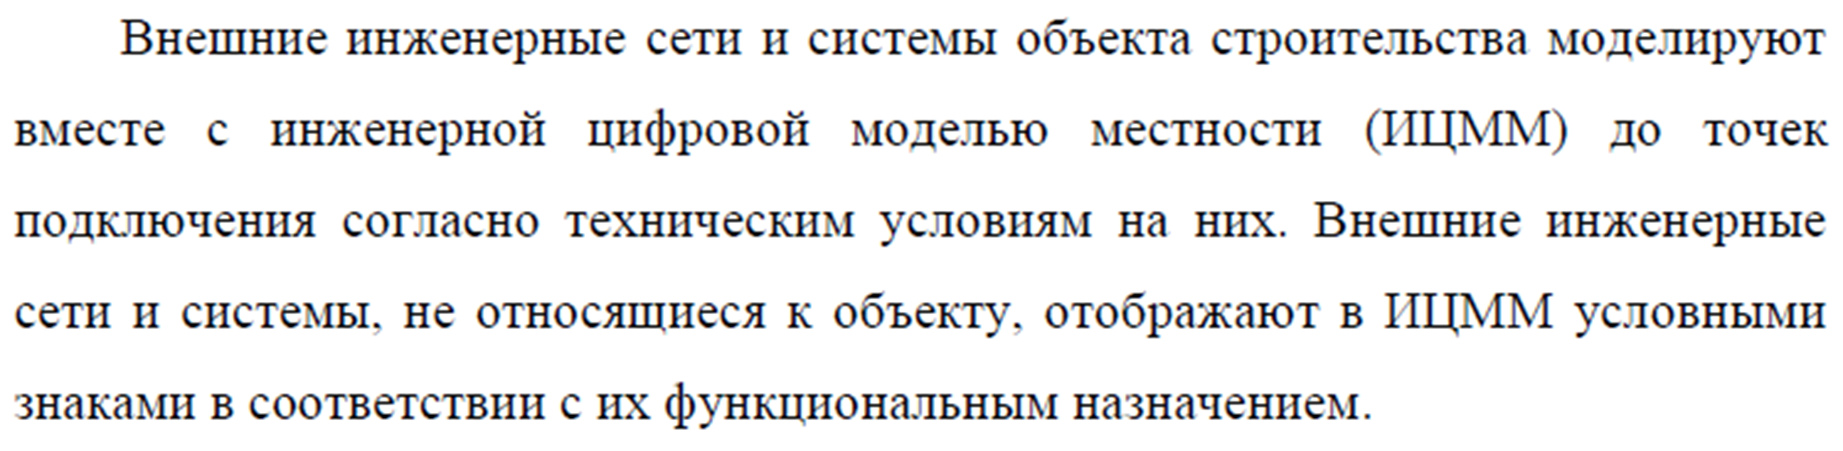 Внешние инженерные сети и системы объекта строительства моделируют
вместе с инженерной цифровой моделью местности (ИЦММ) до точек
подключения согласно техническим условиям на них. Внешние инженерные
сети и системы, не относящиеся к объекту, отображают в ИЦММ условными
знаками в соответствии с их функциональным назначением.